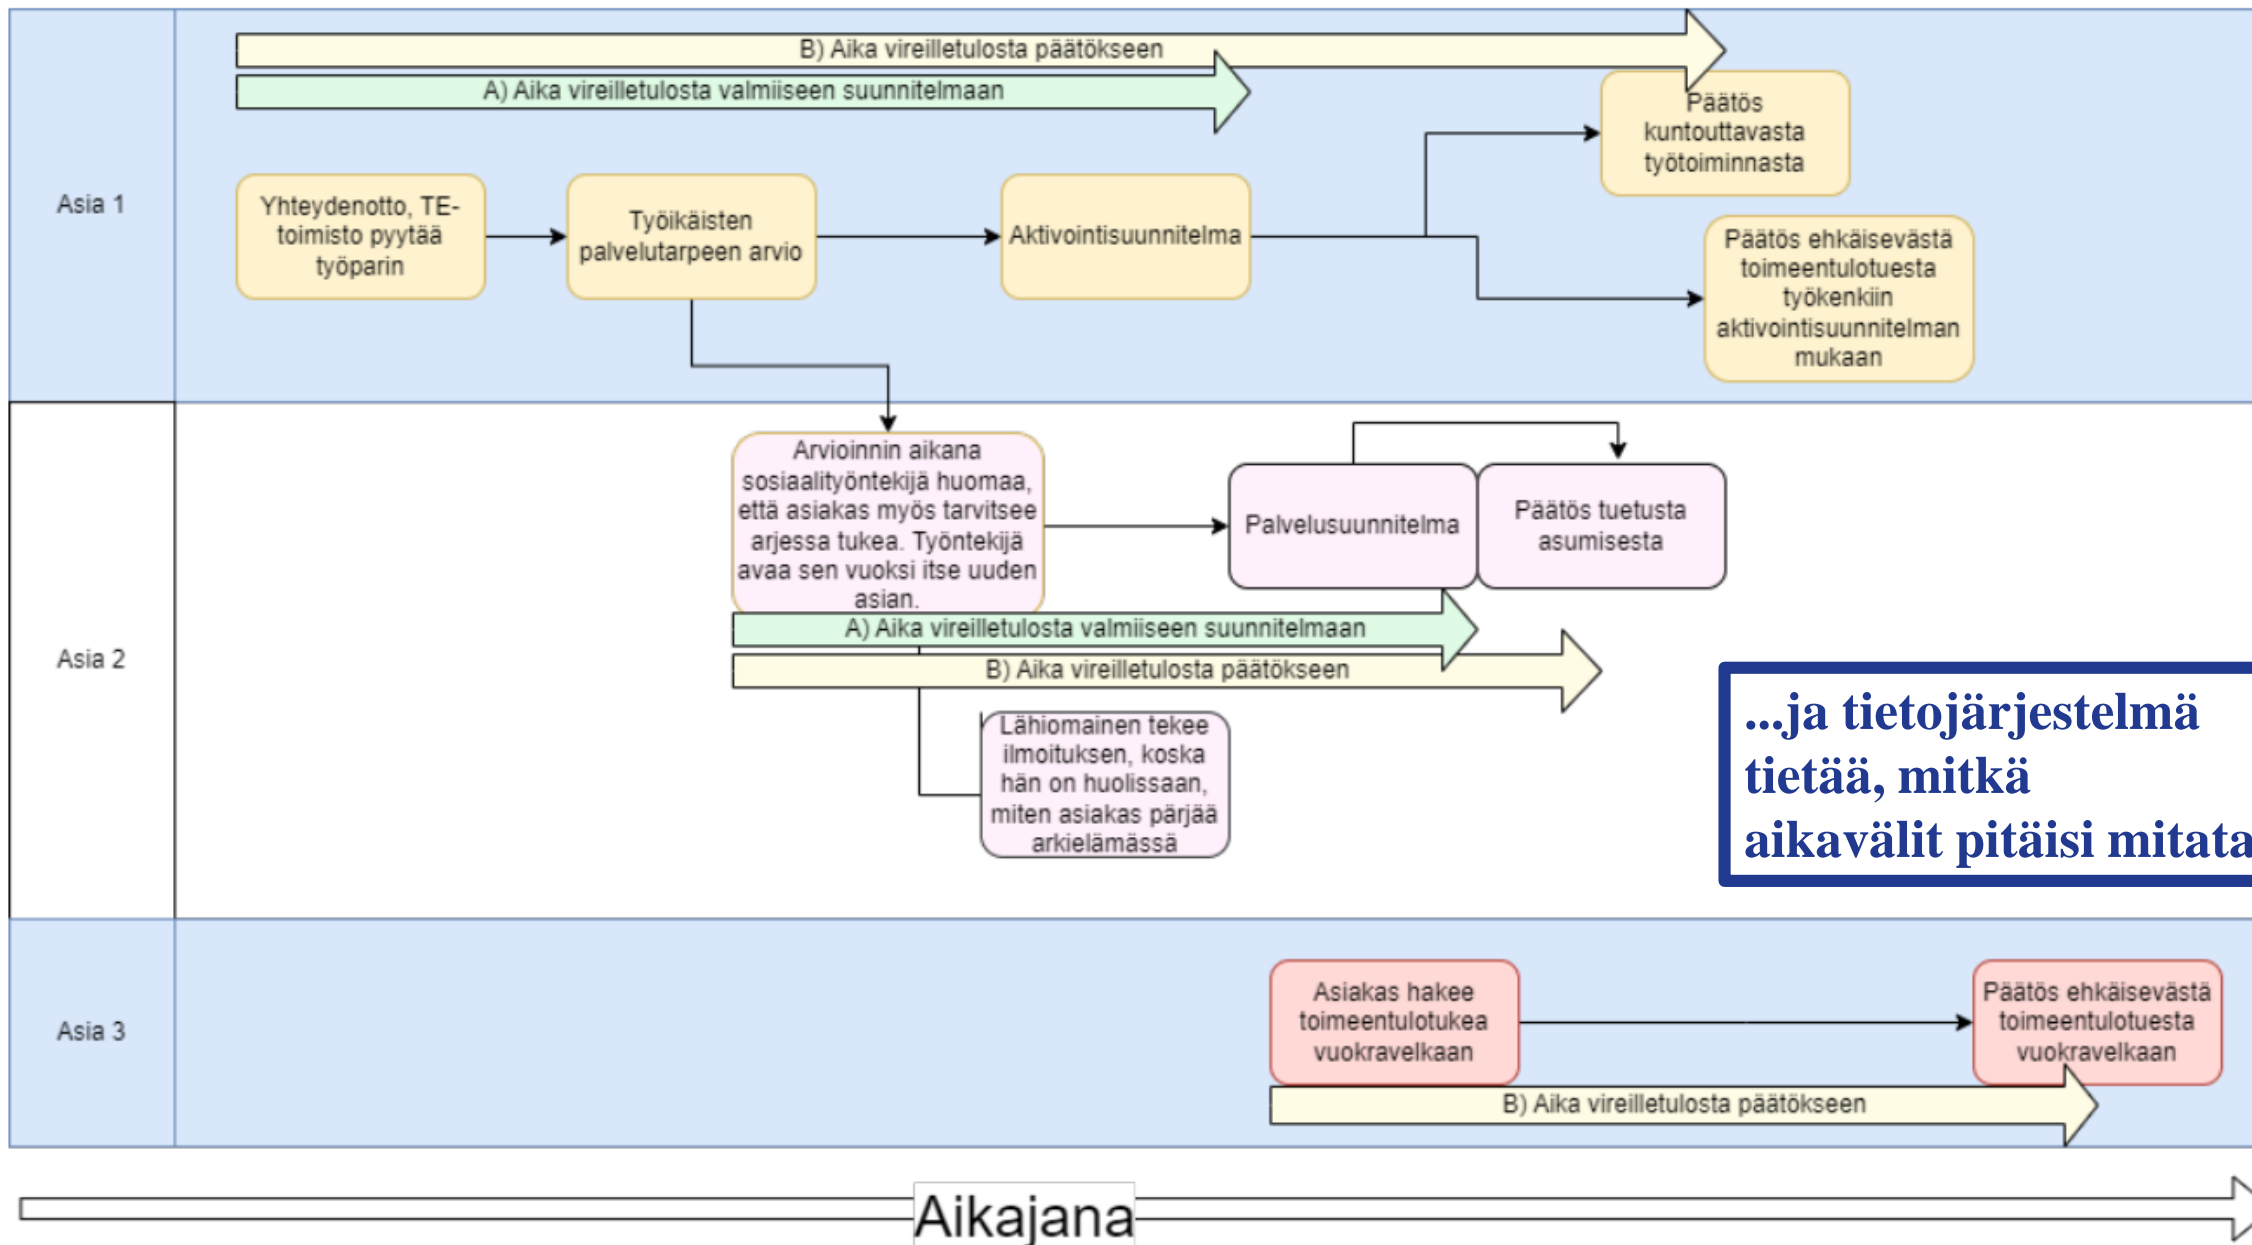 B) Aika vireilletulosta päätökseen
A) Aika vireilletulosta valmiiseen suunnitelmaan
Asia 1
Yhteydenotto, TE-
toimisto pyytää
työparin
Työikäisten
palvelutarpeen arvio
Aktivointisuunnitelma
Päätös
kuntouttavasta
työtoiminnasta
Päätös ehkäisevästä
toimeentulotuesta
työkenkiin
aktivointisuunnitelman
mukaan
Asia 2
Arvioinnin aikana
sosiaalityöntekijä huomaa,
että asiakas myös tarvitsee
arjessa tukea. Työntekijä
avaa sen vuoksi itse uuden
asian.
Palvelusuunnitelma
Päätös tuetusta
asumisesta
A) Aika vireilletulosta valmiiseen suunnitelmaan
B) Aika vireilletulosta päätökseen
Lähiomainen tekee
ilmoituksen, koska
hän on huolissaan,
miten asiakas pärjää
arkielämässä
...ja tietojärjestelmä
tietää, mitkä
aikavälit pitäisi mitata
Asia 3
Asiakas hakee
toimeentulotukea
vuokravelkaan
Päätös ehkäisevästä
toimeentulotuesta
vuokravelkaan
B) Aika vireilletulosta päätökseen
Aikajana